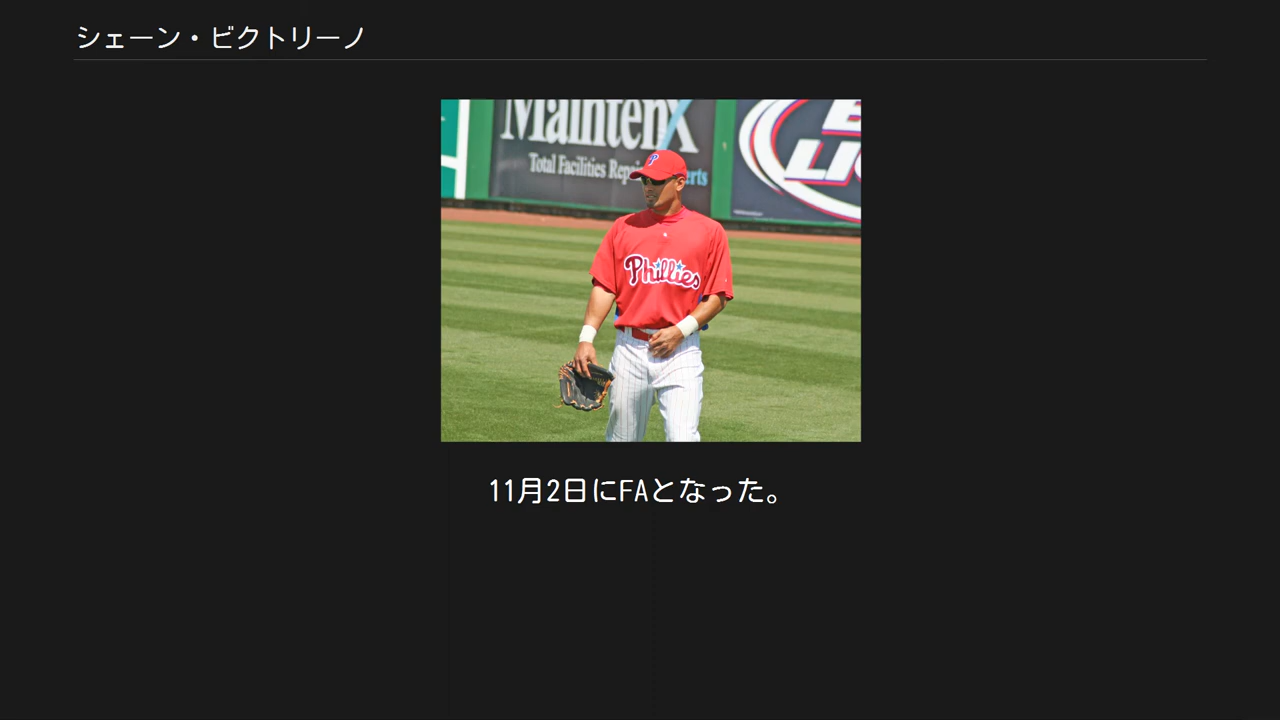 シェーン・ビクトリーノ
MaintenX
Total Facilities
P
Phillies
11月2日にFAとなった。